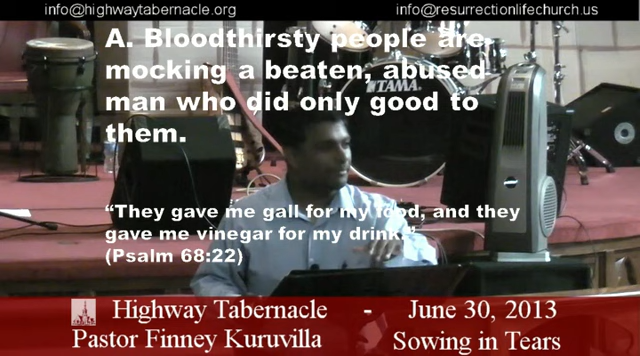 info@highwaytabernacle.org info@resurrectionlifechurch.us
A. Bloodthirsty people are
mocking a beaten, abused
man who did only good to
them.
TAMA
“They gave me gall for my food, and they
gave me vinegar for my drink.”
(Psalm 68:22)
Highway Tabernacle - June 30, 2013
Pastor Finney Kuruvilla Sowing in Tears